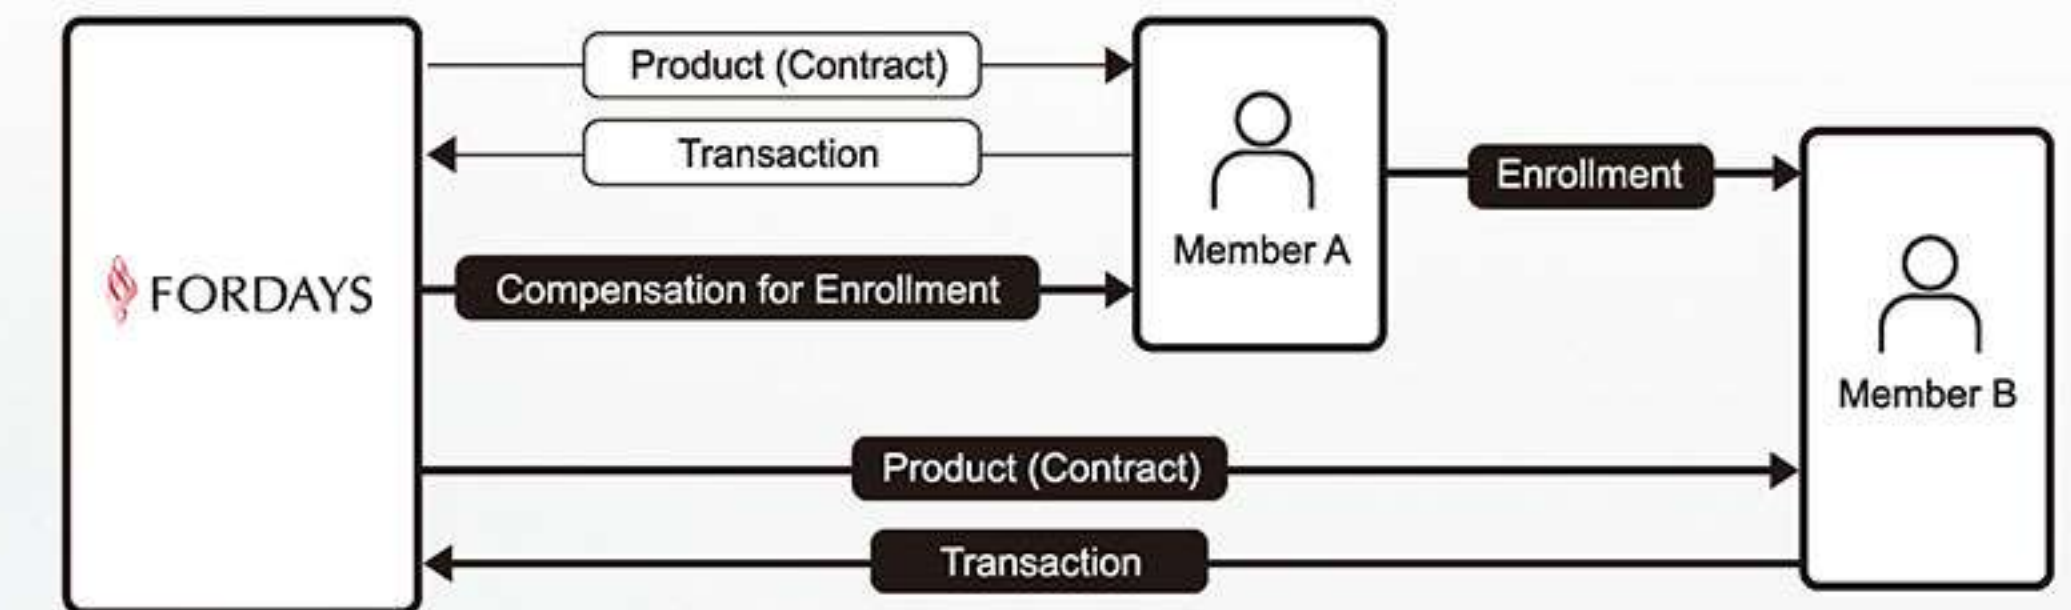 Product (Contract)
Transaction
Enrollment
Member A
FORDAYS
Compensation for Enrollment
Member B
Product (Contract)
Transaction